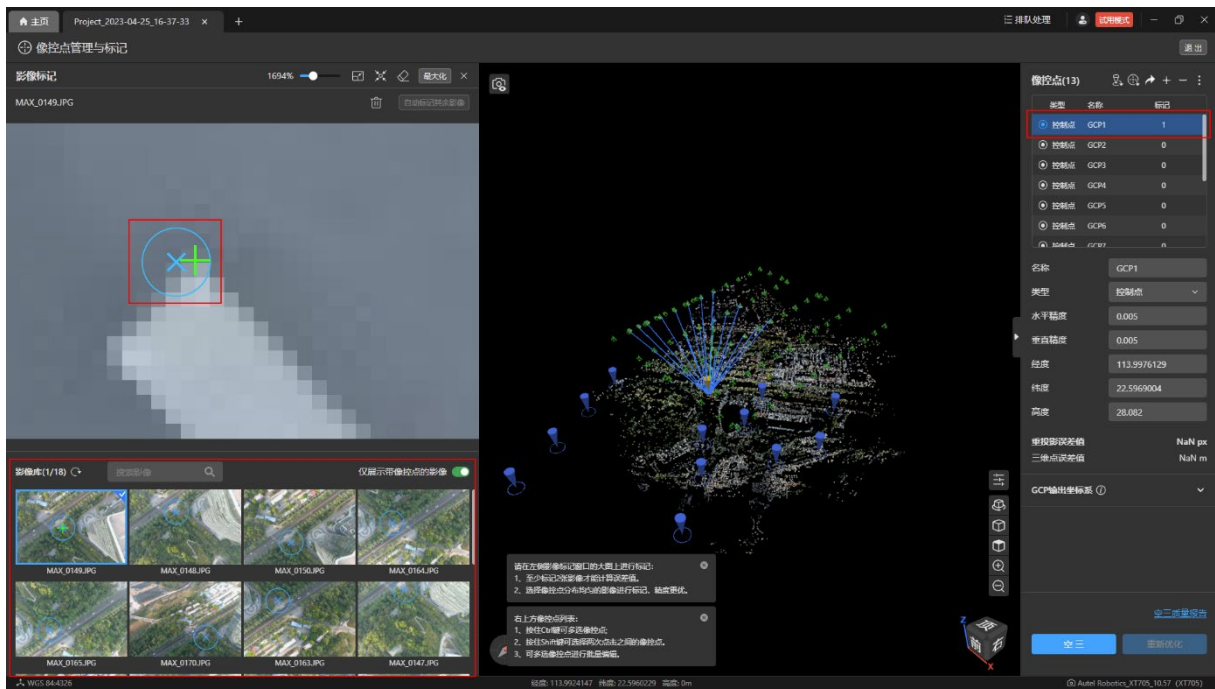 主页 Project_2023-04-25_16-37-33 × +
排队处理 试用模式
像控点管理与标记 退出
影像标记 1694% 最大化 ×
MAX_0149.JPG 自动标记其余影像
影像库(1/18) 搜索影像 仅展示带像控点的影像
MAX_0149.JPG MAX_0148.JPG MAX_0150.JPG MAX_0164.JPG
MAX_0165.JPG MAX_0170.JPG MAX_0163.JPG MAX_0147.JPG
请在左侧影像标记窗口的大图上进行标记:
1、至少标记2张影像才能计算误差值。
2、选择像控点分布均匀的影像进行标记，精度更优。
右上方像控点列表:
1、按住Ctrl键可多选像控点;
2、按住Shift键可选择两次点击之间的像控点。
3、可多选像控点进行批量编辑。
Z
前
右
X
像控点(13)
类型 名称 标记
控制点 GCP1 1
控制点 GCP2 0
控制点 GCP3 0
控制点 GCP4 0
控制点 GCP5 0
控制点 GCP6 0
控制点 GCP7 0
名称 GCP1
类型 控制点
水平精度 0.005
垂直精度 0.005
经度 113.9976129
纬度 22.5969004
高度 28.082
重投影误差值 NaN px
三维点误差值 NaN m
GCP输出坐标系
空三质量报告
空三 重新优化
WGS 84:4326
经度: 113.9924147 纬度: 22.5960229 高度: 0m
Autel Robotics_XT705_10.57 (XT705)